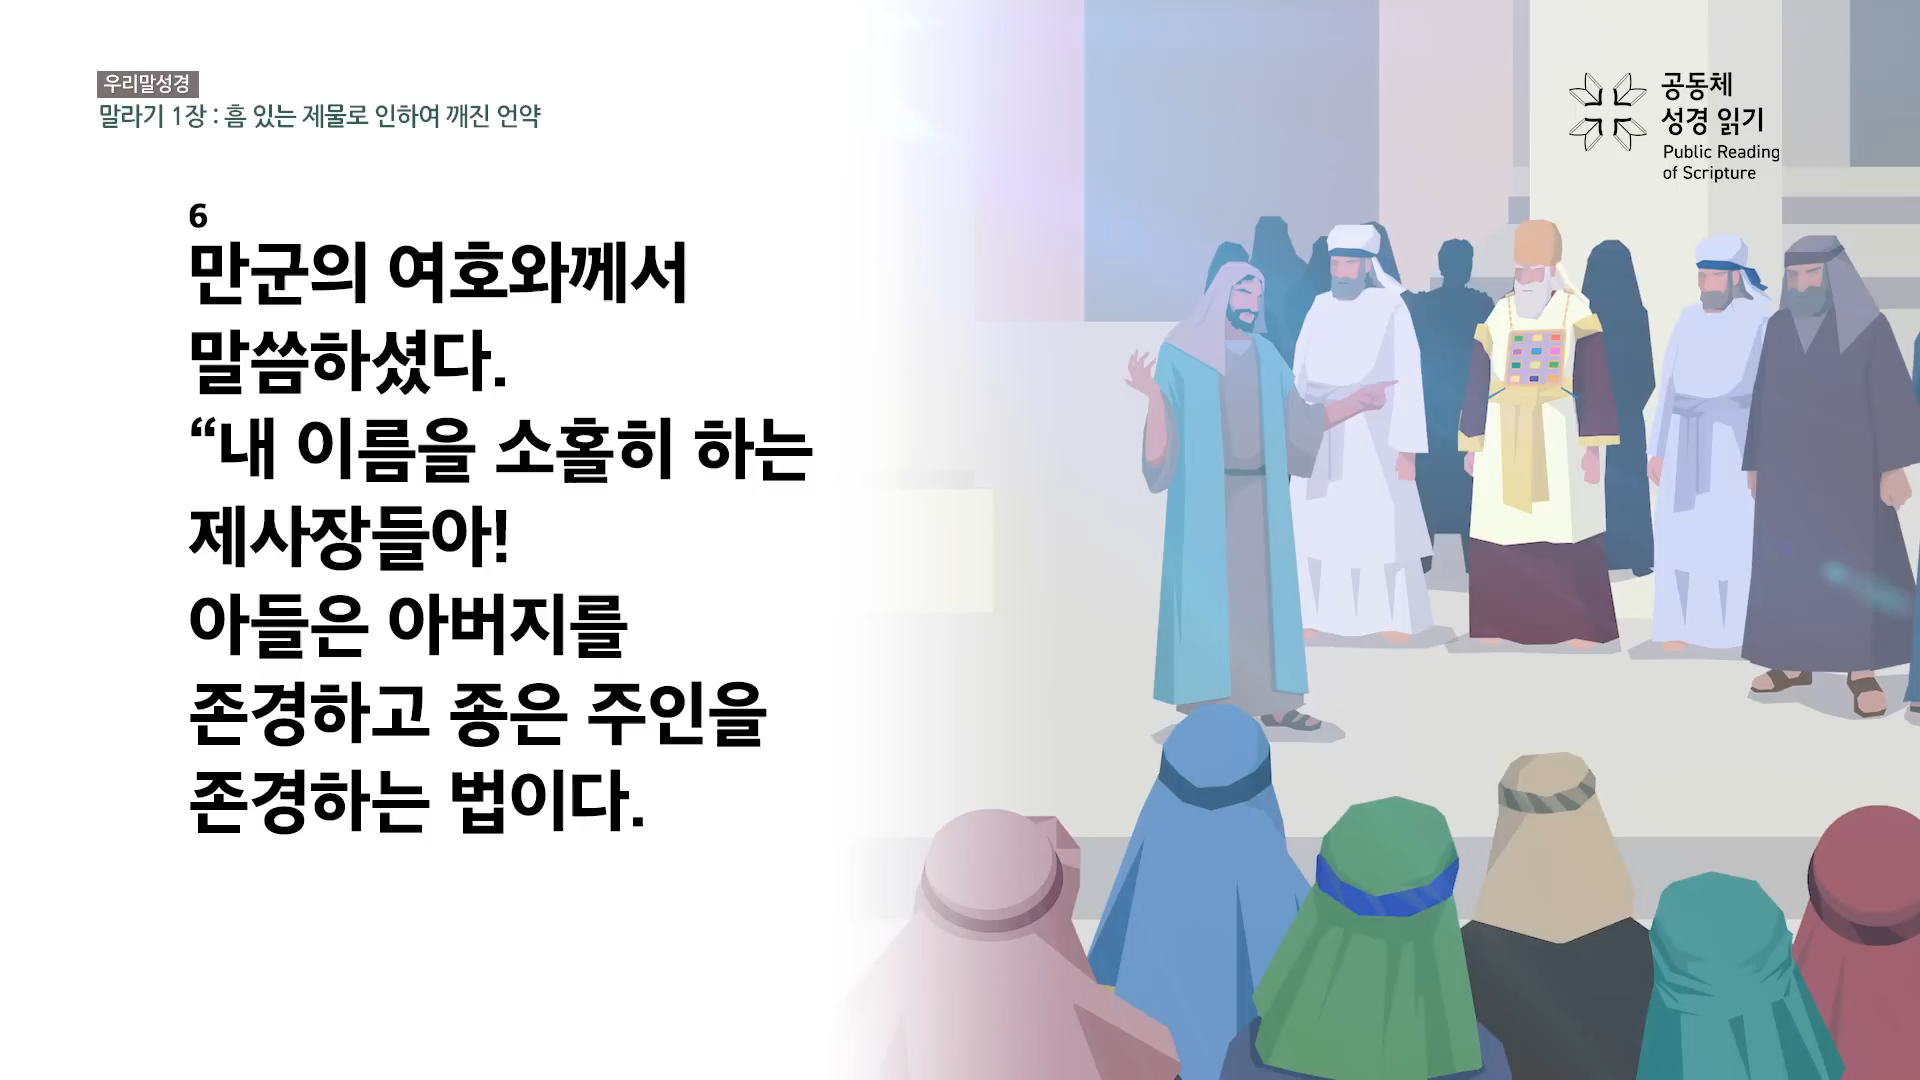 우리말성경
말라기 1장 : 흠 있는 제물로 인하여 깨진 언약
공동체
성경 읽기
Public Reading
of Scripture
6
만군의 여호와께서
말씀하셨다.
“내 이름을 소홀히 하는
제사장들아!
아들은 아버지를
존경하고 종은 주인을
존경하는 법이다.